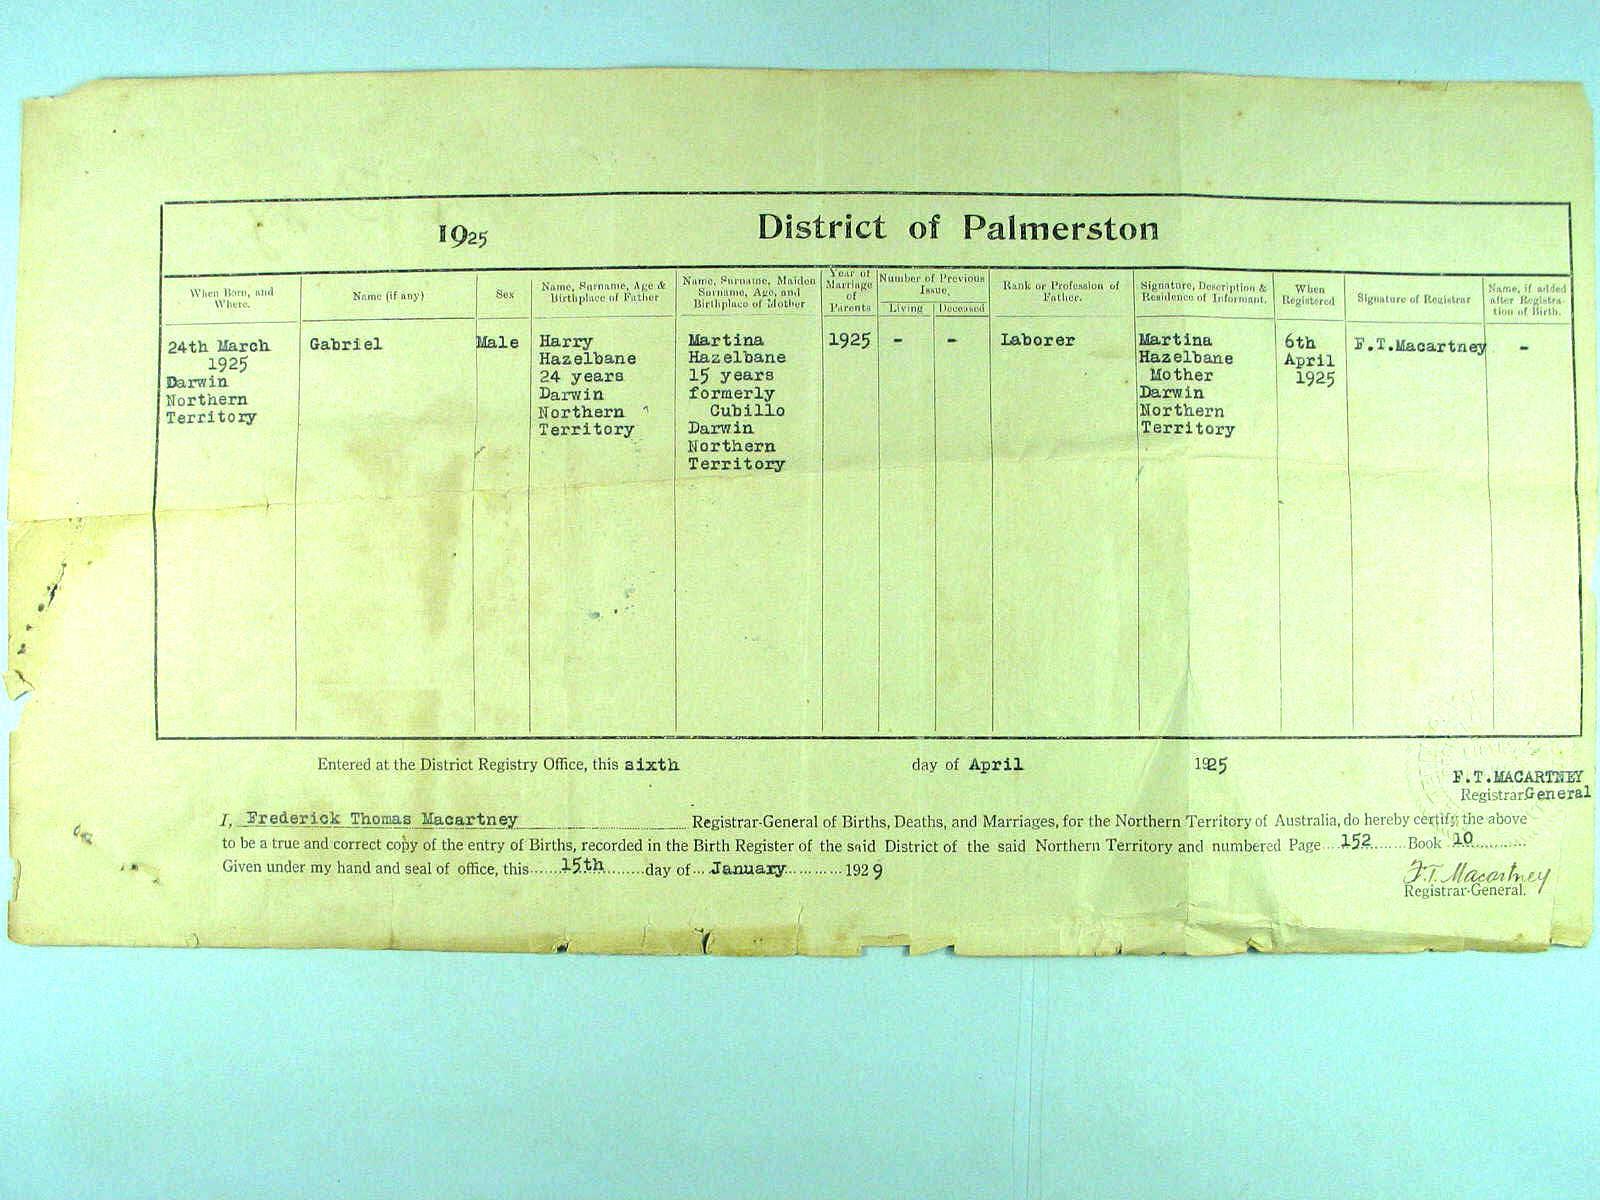 1925 District of Palmerston
When Born, and
Where.
Name (if any)
Sex
Name, Surname, Age &
Birthplace of Father
Name, Surname, Maiden
Surname, Age, and
Birthplace of Mother
Year of
Marriage
of
Parents
Number of Previous
Issue.
Living
Deceased
Rank or Profession of
Father.
Signature, Description &
Residence of Informant.
When
Registered
Signature of Registrar
Name, if added
after Registra-
tion of Birth.
24th March
1925
Darwin
Northern
Territory
Gabriel
Male
Harry
Hazelbane
24 years
Darwin
Northern
Territory
Martina
Hazelbane
15 years
formerly
Cubillo
Darwin
Northern
Territory
1925
-
-
Laborer
Martina
Hazelbane
Mother
Darwin
Northern
Territory
6th
April
1925
F.T.Macartney
-
Entered at the District Registry Office, this sixth day of April 1925
F.T.MACARTNEY
Registrar General
I, Frederick Thomas Macartney Registrar-General of Births, Deaths, and Marriages, for the Northern Territory of Australia, do hereby certify the above
to be a true and correct copy of the entry of Births, recorded in the Birth Register of the said District of the said Northern Territory and numbered Page 152 Book 10
Given under my hand and seal of office, this 15th day of January 1929
F.T. Macartney
Registrar-General.